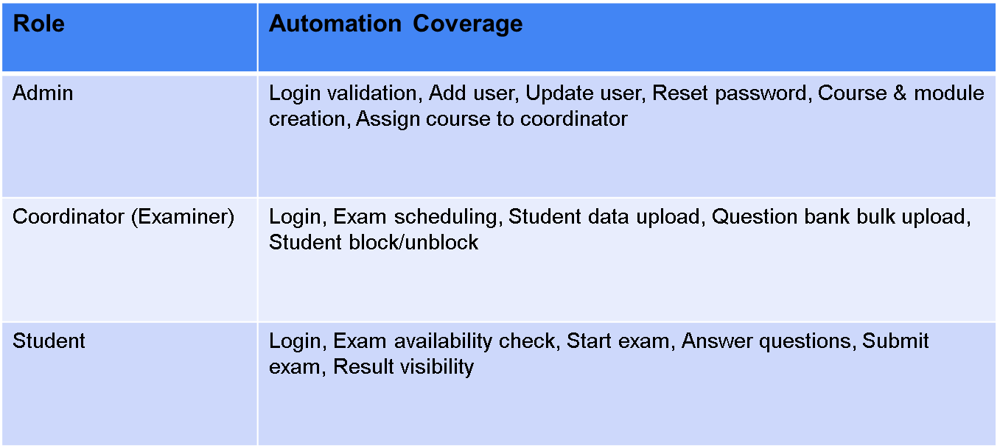 Role
Automation Coverage
Admin
Login validation, Add user, Update user, Reset password, Course & module
creation, Assign course to coordinator
Coordinator (Examiner)
Login, Exam scheduling, Student data upload, Question bank bulk upload,
Student block/unblock
Student
Login, Exam availability check, Start exam, Answer questions, Submit
exam, Result visibility